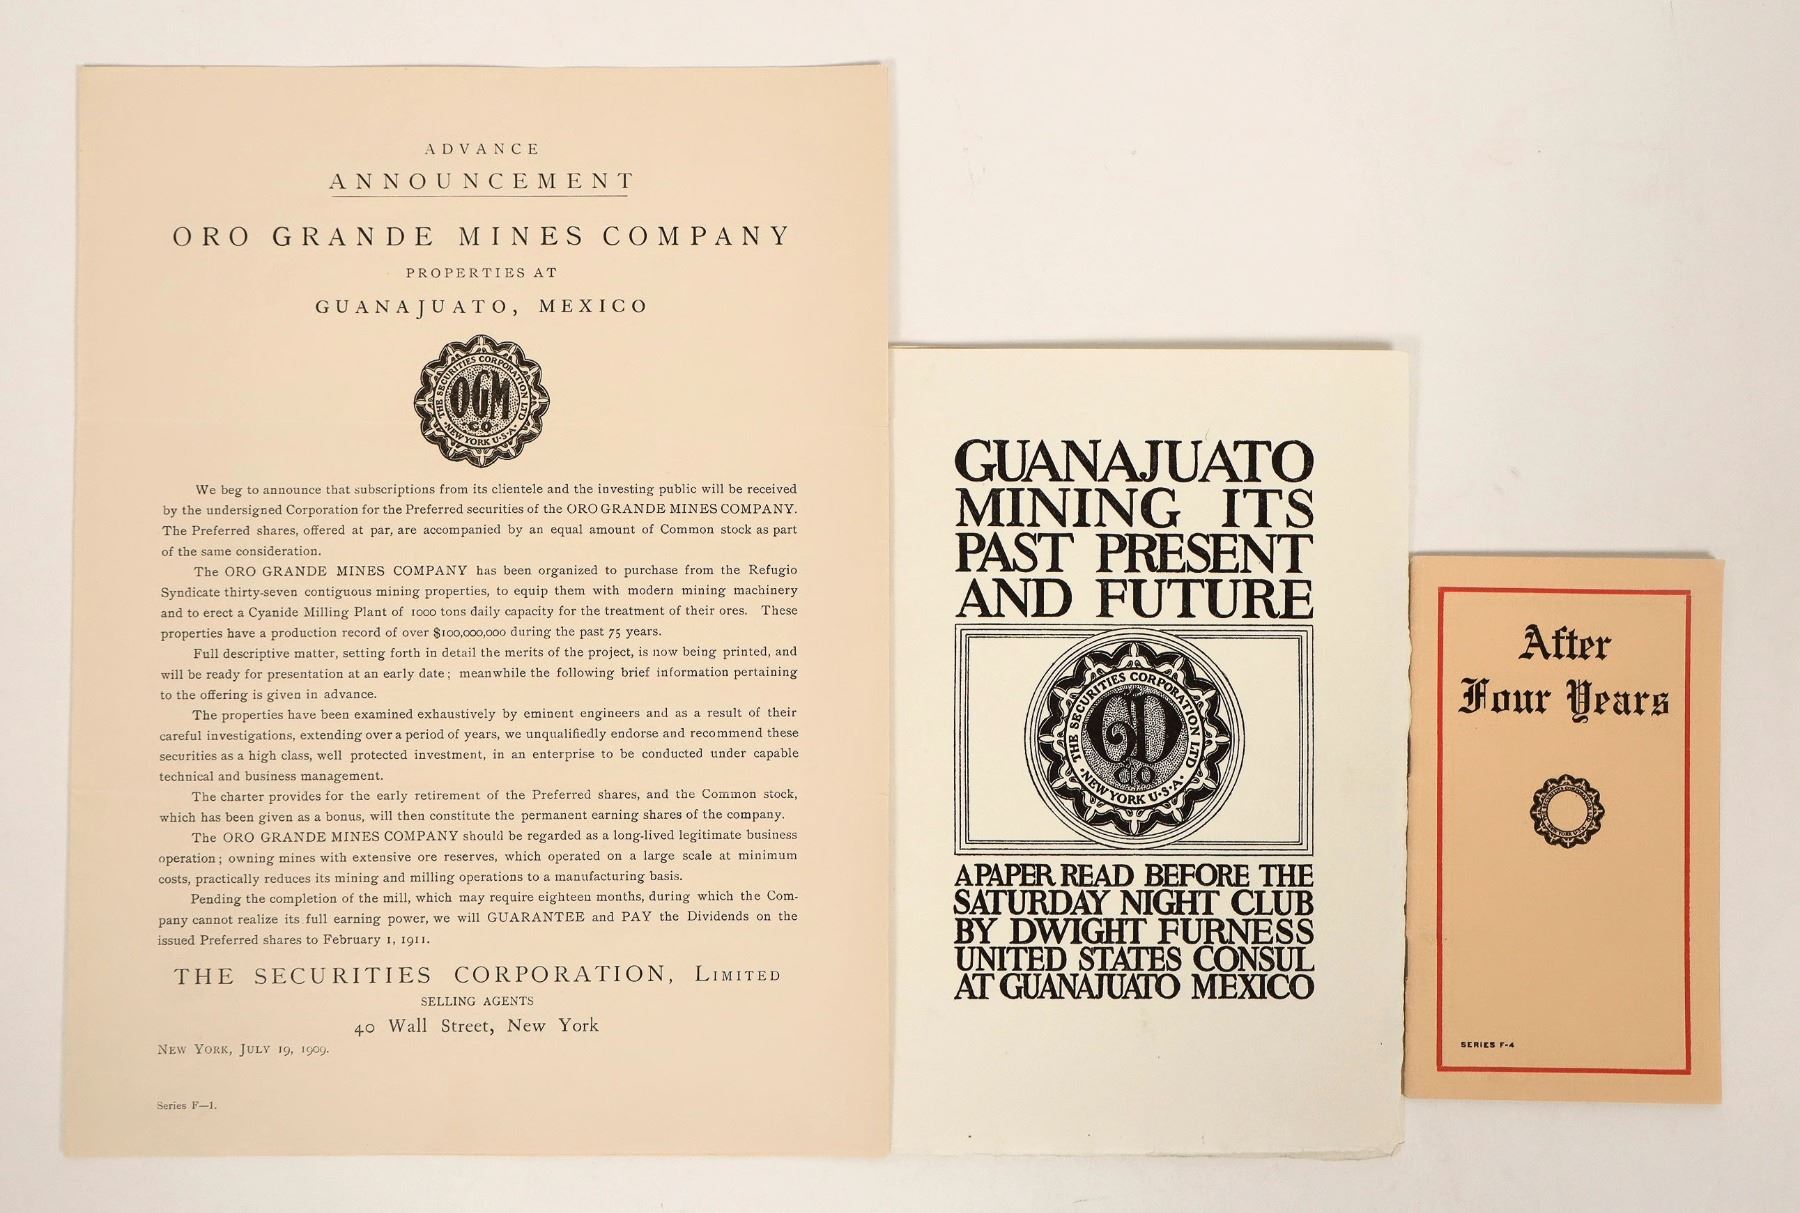 ADVANCE
ANNOUNCEMENT
ORO GRANDE MINES COMPANY
PROPERTIES AT
GUANAJUATO, MEXICO
THE SECURITIES CORPORATION LTD
OGM
CO
·NEW YORK U·S·A·
We beg to announce that subscriptions from its clientele and the investing public will be received
by the undersigned Corporation for the Preferred securities of the ORO GRANDE MINES COMPANY.
The Preferred shares, offered at par, are accompanied by an equal amount of Common stock as part
of the same consideration.
The ORO GRANDE MINES COMPANY has been organized to purchase from the Refugio
Syndicate thirty-seven contiguous mining properties, to equip them with modern mining machinery
and to erect a Cyanide Milling Plant of 1000 tons daily capacity for the treatment of their ores. These
properties have a production record of over $100,000,000 during the past 75 years.
Full descriptive matter, setting forth in detail the merits of the project, is now being printed, and
will be ready for presentation at an early date; meanwhile the following brief information pertaining
to the offering is given in advance.
The properties have been examined exhaustively by eminent engineers and as a result of their
careful investigations, extending over a period of years, we unqualifiedly endorse and recommend these
securities as a high class, well protected investment, in an enterprise to be conducted under capable
technical and business management.
The charter provides for the early retirement of the Preferred shares, and the Common stock,
which has been given as a bonus, will then constitute the permanent earning shares of the company.
The ORO GRANDE MINES COMPANY should be regarded as a long-lived legitimate business
operation; owning mines with extensive ore reserves, which operated on a large scale at minimum
costs, practically reduces its mining and milling operations to a manufacturing basis.
Pending the completion of the mill, which may require eighteen months, during which the Com-
pany cannot realize its full earning power, we will GUARANTEE and PAY the Dividends on the
issued Preferred shares to February 1, 1911.
THE SECURITIES CORPORATION, LIMITED
SELLING AGENTS
40 Wall Street, New York
NEW YORK, JULY 19, 1909.
Series F—1.
GUANAJUATO
MINING ITS
PAST PRESENT
AND FUTURE
THE SECURITIES CORPORATION LTD
CO
·NEW YORK U·S·A·
A PAPER READ BEFORE THE
SATURDAY NIGHT CLUB
BY DWIGHT FURNESS
UNITED STATES CONSUL
AT GUANAJUATO MEXICO
After
Four Years
SERIES F-4